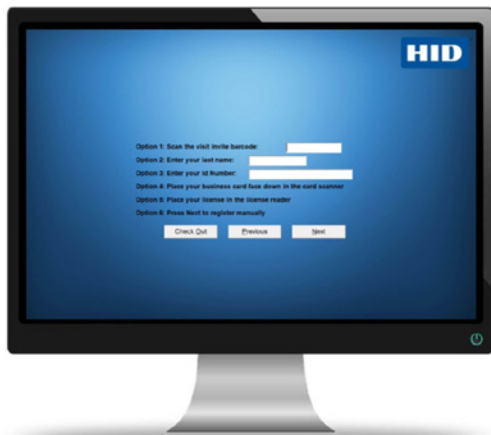 HID
Option 1: Scan the visit invite barcode:
Option 2: Enter your last name:
Option 3: Enter your Id Number:
Option 4: Place your business card face down in the card scanner
Option 5: Place your license in the license reader
Option 6: Press Next to register manually
Check Out Previous Next